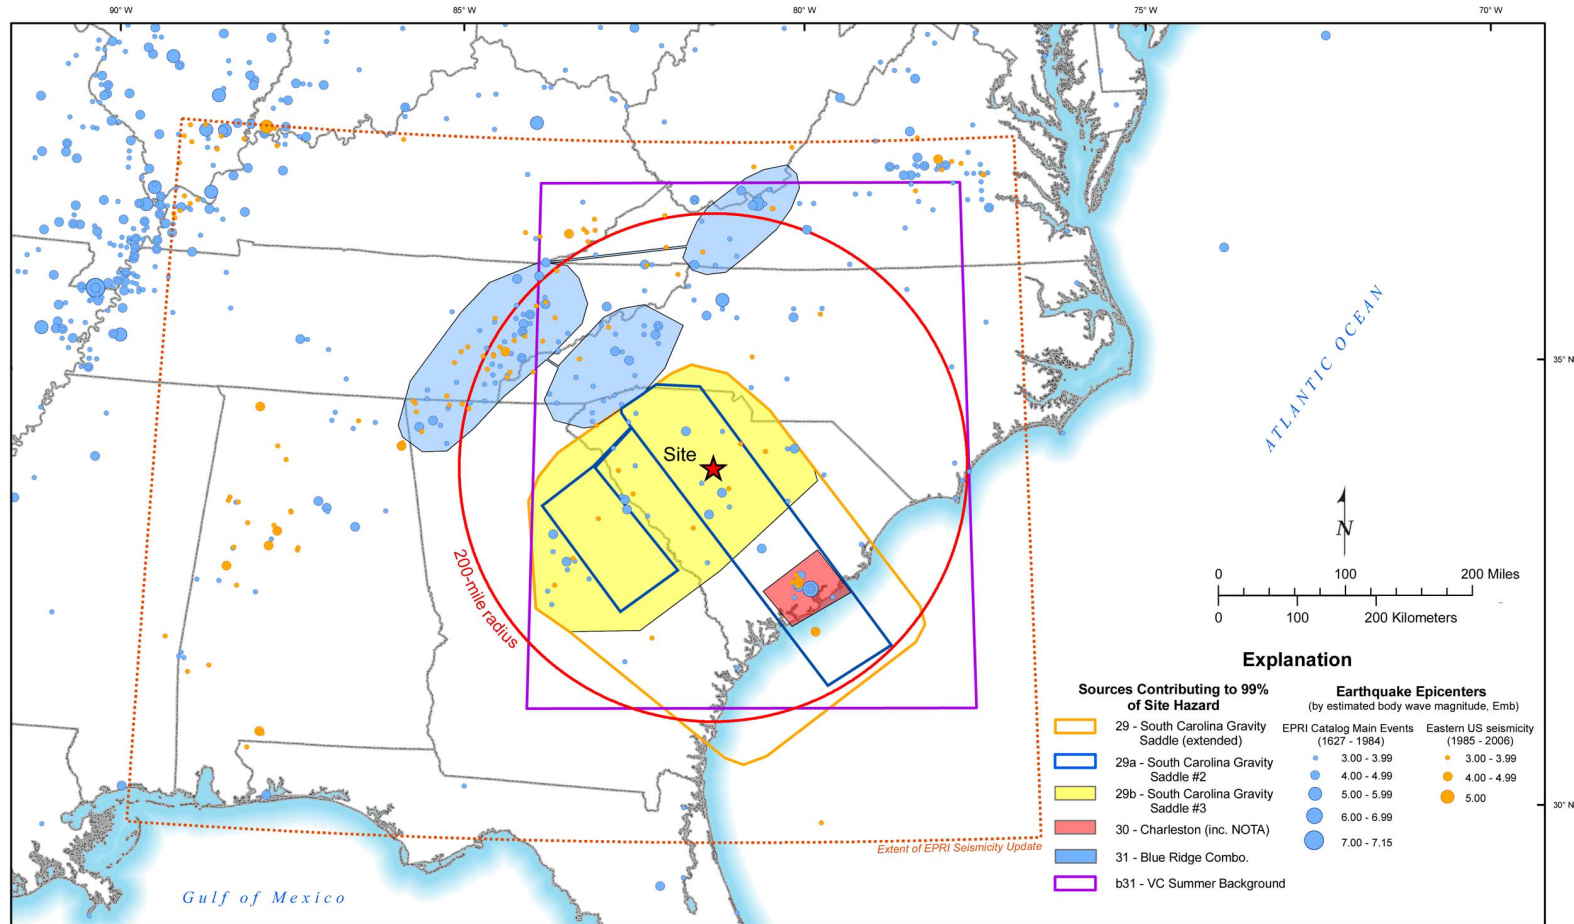 90° W
85° W
80° W
75° W
70° W
35° N
30° N
ATLANTIC OCEAN
Site
200-mile radius
N
0 100 200 Miles
0 100 200 Kilometers
Extent of EPRI Seismicity Update
Gulf of Mexico
Explanation
Sources Contributing to 99%
of Site Hazard
29 - South Carolina Gravity
Saddle (extended)
29a - South Carolina Gravity
Saddle #2
29b - South Carolina Gravity
Saddle #3
30 - Charleston (inc. NOTA)
31 - Blue Ridge Combo.
b31 - VC Summer Background
Earthquake Epicenters
(by estimated body wave magnitude, Emb)
EPRI Catalog Main Events
(1627 - 1984)
3.00 - 3.99
4.00 - 4.99
5.00 - 5.99
6.00 - 6.99
7.00 - 7.15
Eastern US seismicity
(1985 - 2006)
3.00 - 3.99
4.00 - 4.99
5.00